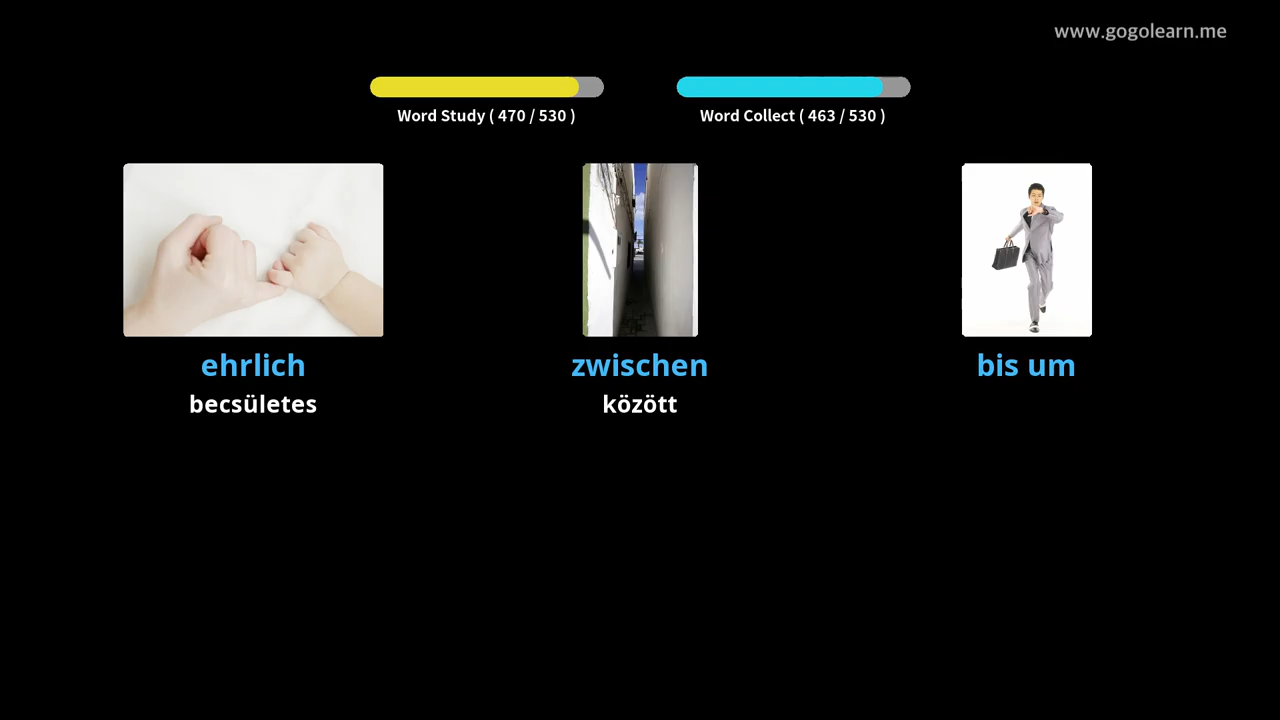 www.gogolearn.me
Word Study ( 470 / 530 )
Word Collect ( 463 / 530 )
ehrlich
becsületes
zwischen
között
bis um